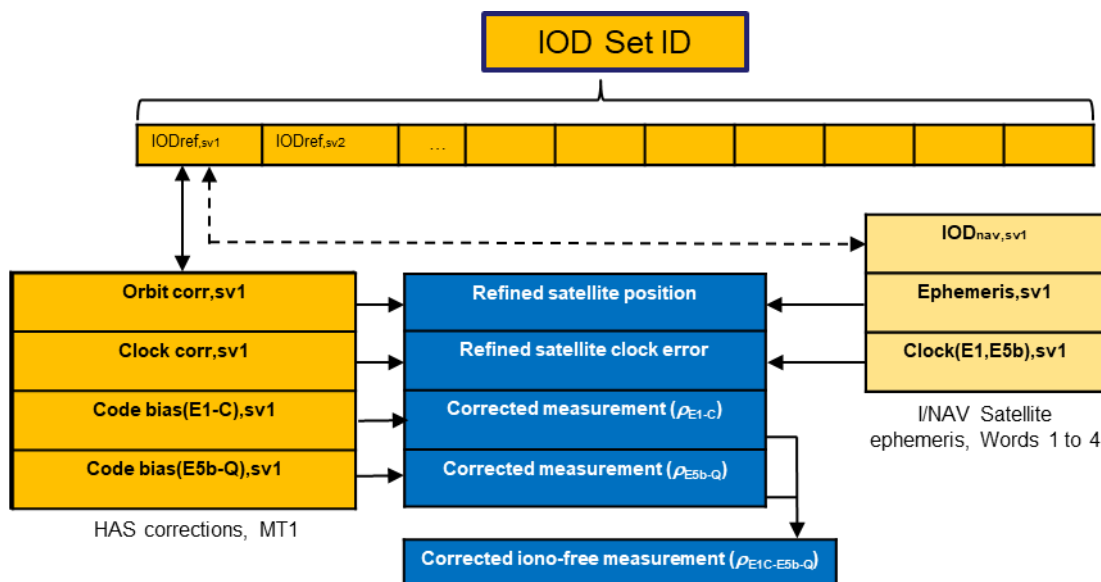 IOD Set ID
IODref,sv1
IODref,sv2
...
IODnav,sv1
Orbit corr,sv1
Refined satellite position
Ephemeris,sv1
Clock corr,sv1
Refined satellite clock error
Clock(E1,E5b),sv1
Code bias(E1-C),sv1
Corrected measurement (ρE1-C)
I/NAV Satellite
ephemeris, Words 1 to 4
Code bias(E5b-Q),sv1
Corrected measurement (ρE5b-Q)
HAS corrections, MT1
Corrected iono-free measurement (ρE1C-E5b-Q)